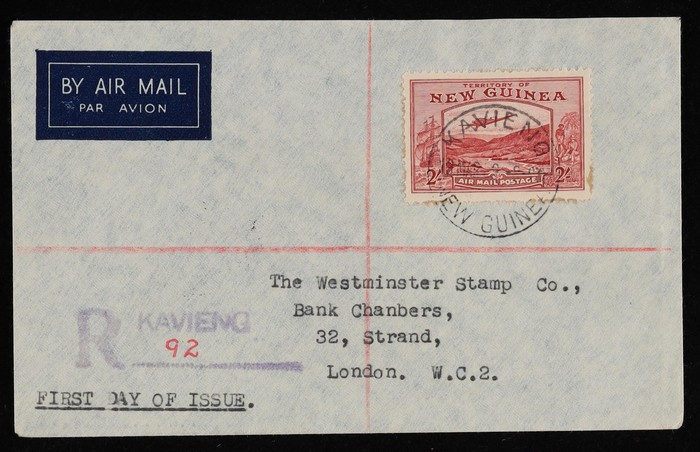 BY AIR MAIL
PAR AVION
TERRITORY OF
NEW GUINEA
KAVIENG
2/- AIR MAIL POSTAGE 2/-
NEW GUINEA
The Westminster Stamp Co.,
Bank Chanbers,
32, Strand,
London. W.C.2.
R KAVIENG
92
FIRST DAY OF ISSUE.